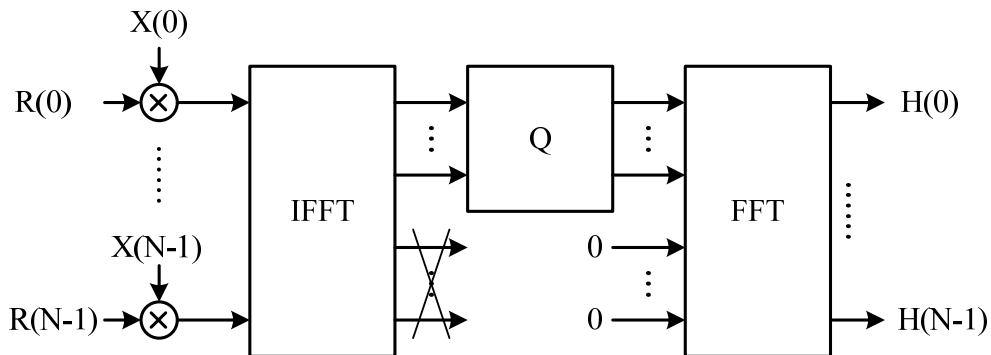 X(0)
R(0)
X(N-1)
R(N-1)
IFFT
Q
0
0
FFT
H(0)
H(N-1)